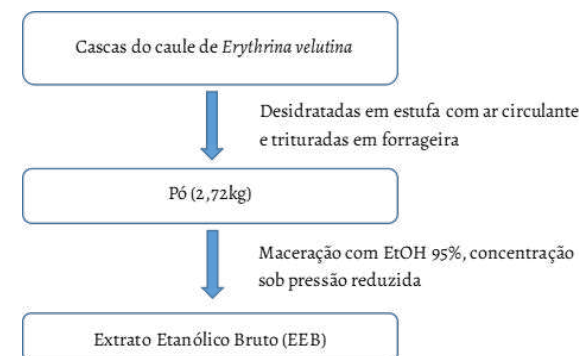 Cascas do caule de Erythrina velutina
Desidratadas em estufa com ar circulante
e trituradas em forrageira
Pó (2,72kg)
Maceração com EtOH 95%, concentração
sob pressão reduzida
Extrato Etanólico Bruto (EEB)